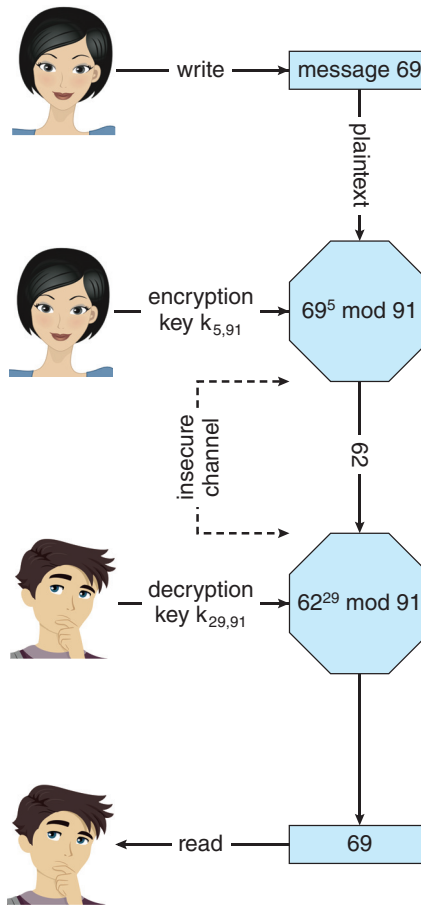 write
message 69
plaintext
encryption
key k5,91
69⁵ mod 91
insecure
channel
62
decryption
key k29,91
62²⁹ mod 91
read
69